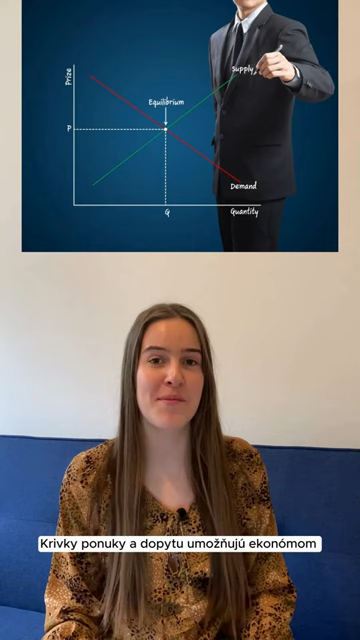 Prize
Supply
Equilibrium
P
Demand
Q
Quantity
Krivky ponuky a dopytu umožňujú ekonómom